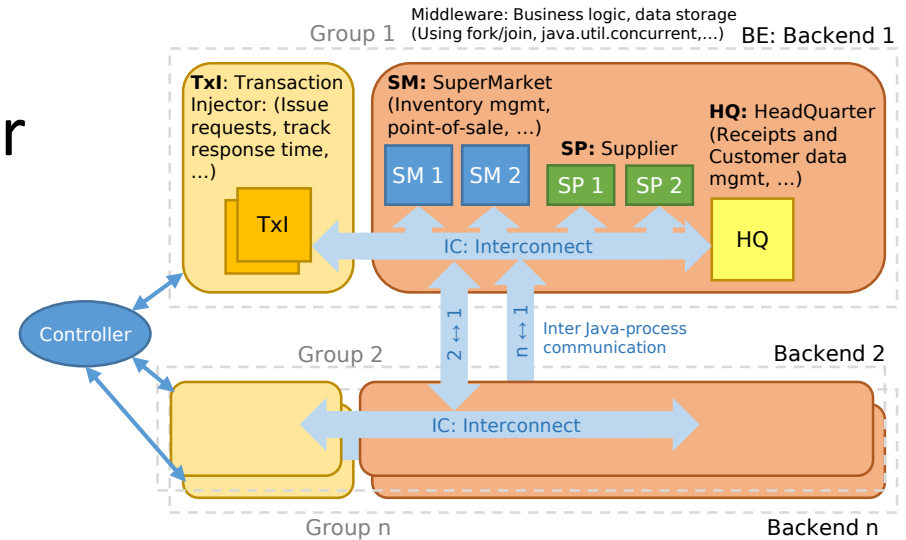 Middleware: Business logic, data storage
Group 1
(Using fork/join, java.util.concurrent,…)
BE: Backend 1
r
TxI: Transaction
Injector: (Issue
requests, track
response time,
…)
TxI
SM: SuperMarket
(Inventory mgmt,
point-of-sale, …)
SM 1
SM 2
SP: Supplier
SP 1
SP 2
HQ: HeadQuarter
(Receipts and
Customer data
mgmt, …)
HQ
IC: Interconnect
Controller
2 ↔ 1
n ↔ 1
Inter Java-process
communication
Group 2
Backend 2
IC: Interconnect
Group n
Backend n